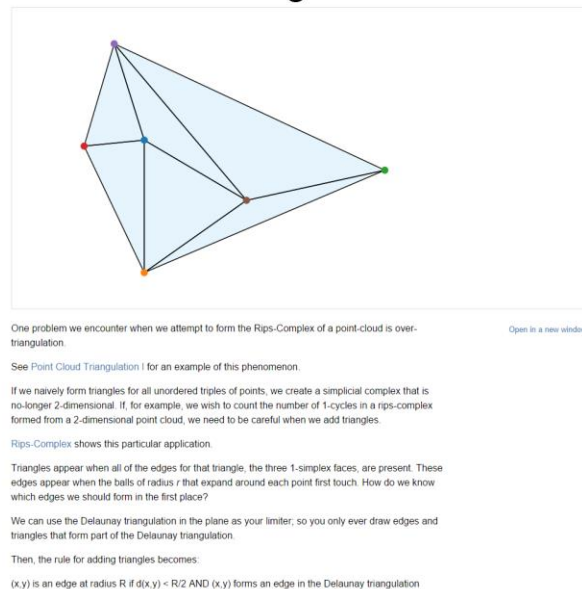 One problem we encounter when we attempt to form the Rips-Complex of a point-cloud is over-
triangulation.
Open in a new window
See Point Cloud Triangulation I for an example of this phenomenon.
If we naively form triangles for all unordered triples of points, we create a simplicial complex that is
no-longer 2-dimensional. If, for example, we wish to count the number of 1-cycles in a rips-complex
formed from a 2-dimensional point cloud, we need to be careful when we add triangles.
Rips-Complex shows this particular application.
Triangles appear when all of the edges for that triangle, the three 1-simplex faces, are present. These
edges appear when the balls of radius r that expand around each point first touch. How do we know
which edges we should form in the first place?
We can use the Delaunay triangulation in the plane as your limiter, so you only ever draw edges and
triangles that form part of the Delaunay triangulation.
Then, the rule for adding triangles becomes:
(x,y) is an edge at radius R if d(x,y) < R/2 AND (x,y) forms an edge in the Delaunay triangulation